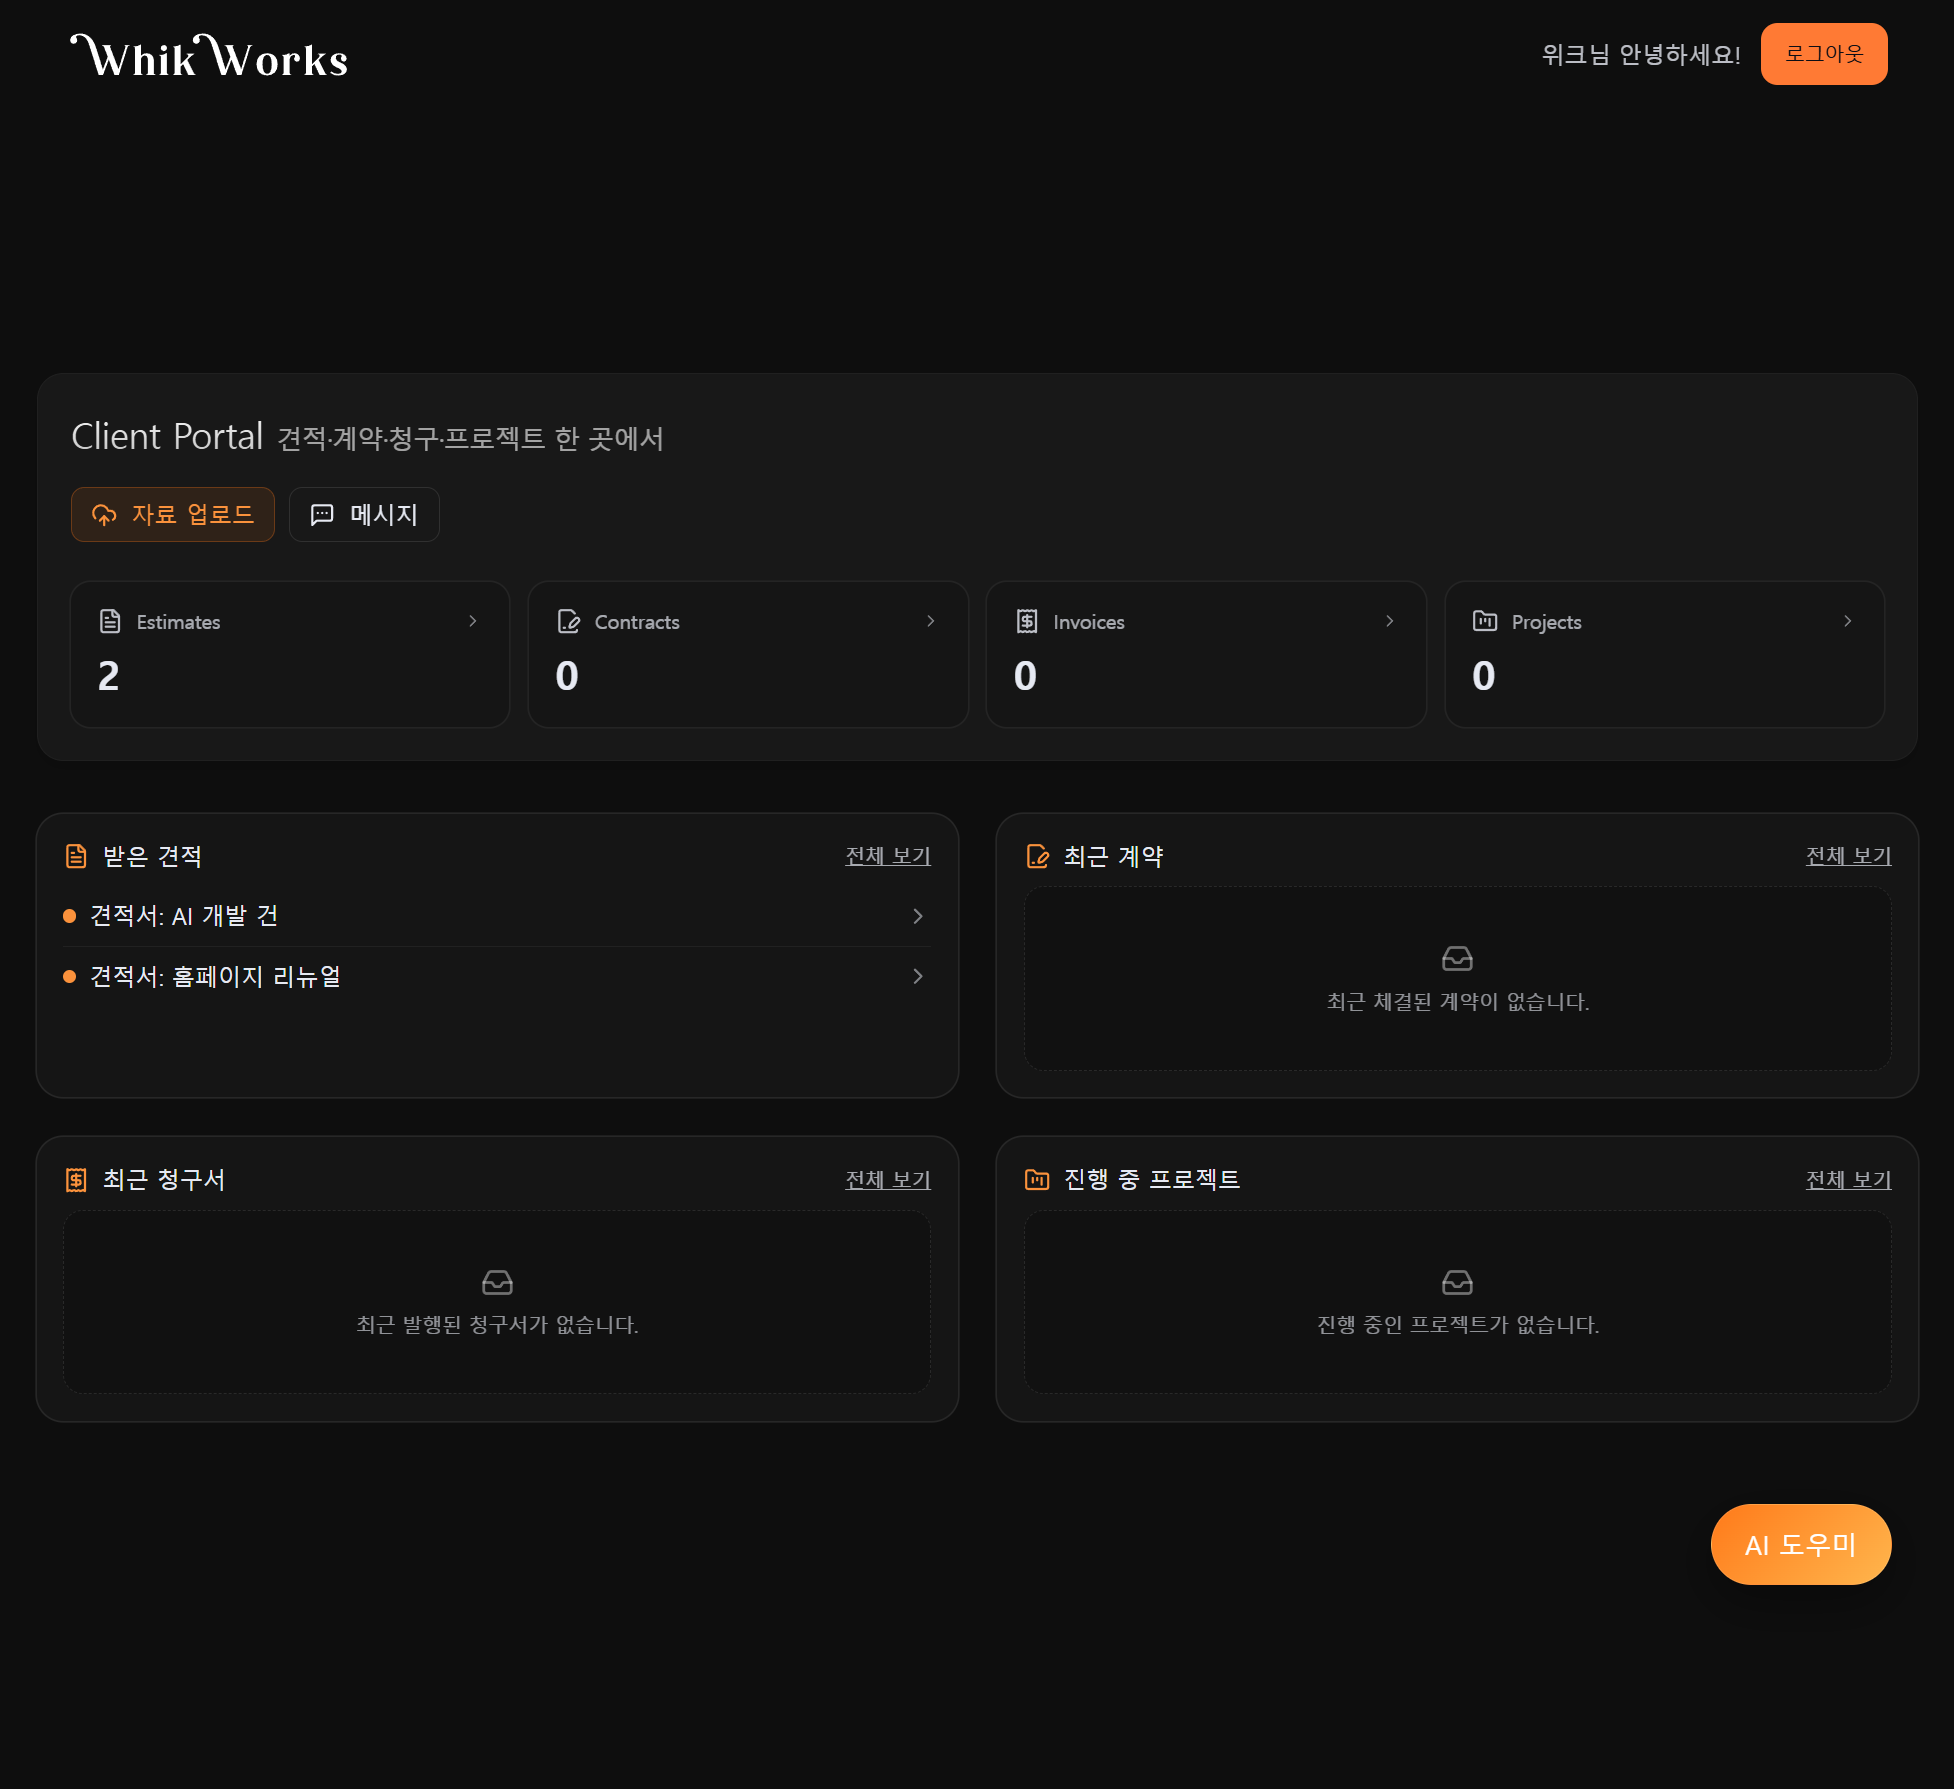 Whik Works
위크님 안녕하세요!
로그아웃
Client Portal 견적·계약·청구·프로젝트 한 곳에서
자료 업로드
메시지
Estimates
2
Contracts
0
Invoices
0
Projects
0
받은 견적
전체 보기
견적서: AI 개발 건
견적서: 홈페이지 리뉴얼
최근 계약
전체 보기
최근 체결된 계약이 없습니다.
최근 청구서
전체 보기
최근 발행된 청구서가 없습니다.
진행 중 프로젝트
전체 보기
진행 중인 프로젝트가 없습니다.
AI 도우미